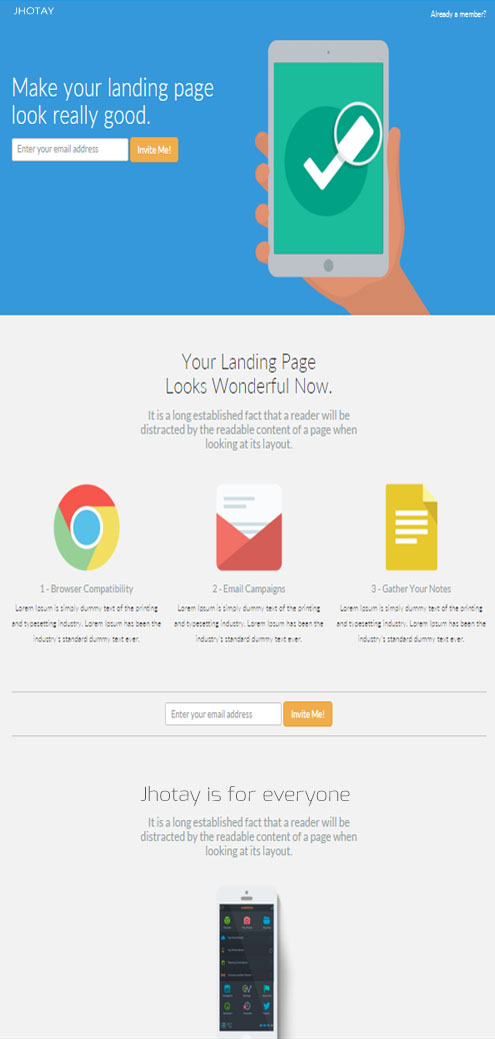 JHOTAY
Already a member?
Make your landing page
look really good.
Enter your email address
Invite Me!
Your Landing Page
Looks Wonderful Now.
It is a long established fact that a reader will be
distracted by the readable content of a page when
looking at its layout.
1 - Browser Compatibility
Lorem Ipsum is simply dummy text of the printing
and typesetting industry. Lorem Ipsum has been the
industry's standard dummy text ever.
2 - Email Campaigns
Lorem Ipsum is simply dummy text of the printing
and typesetting industry. Lorem Ipsum has been the
industry's standard dummy text ever.
3 - Gather Your Notes
Lorem Ipsum is simply dummy text of the printing
and typesetting industry. Lorem Ipsum has been the
industry's standard dummy text ever.
Enter your email address
Invite Me!
Jhotay is for everyone
It is a long established fact that a reader will be
distracted by the readable content of a page when
looking at its layout.